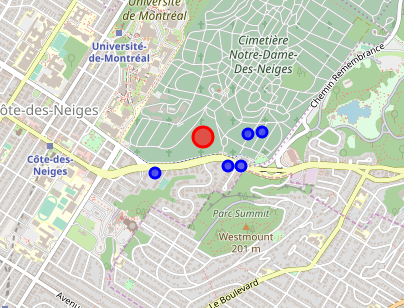 Université
de Montréal
Université-
de-Montréal
Cimetière
Notre-Dame-
Des-Neiges
Chemin Remembrance
Côte-des-Neiges
Côte-des-
Neiges
Parc Summit
Westmount
201 m
Le Boulevard
Avenu